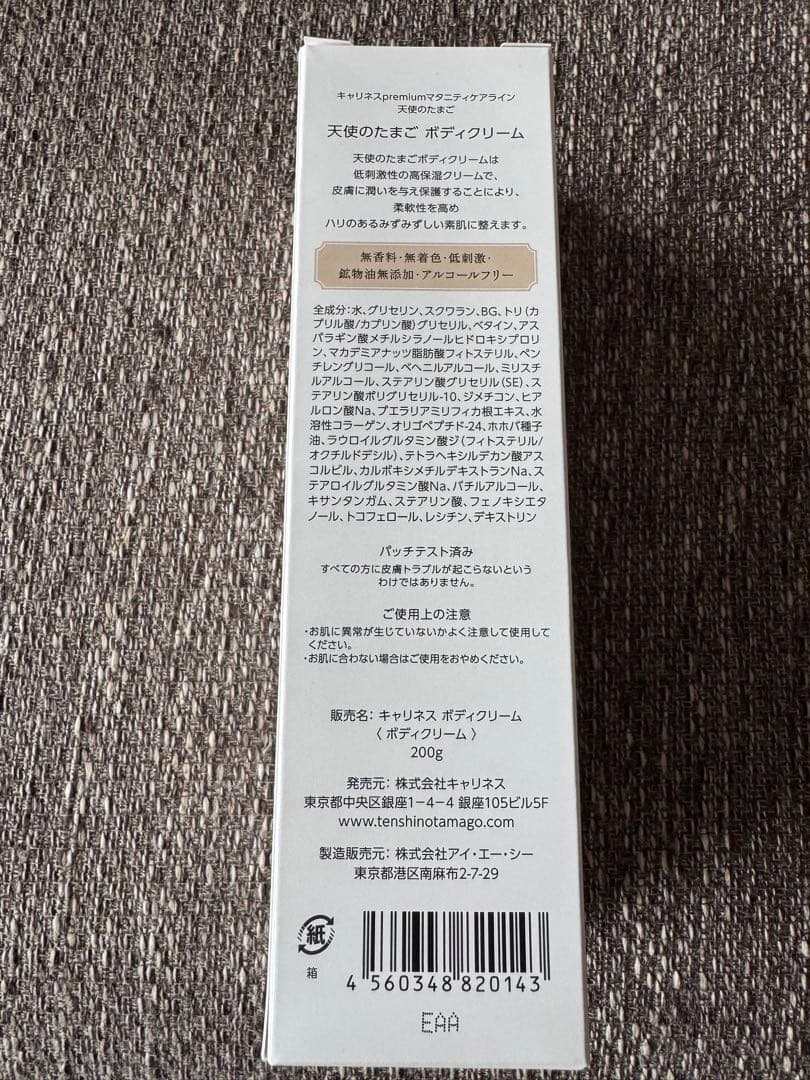 キャリネスpremiumマタニティケアライン
天使のたまご
天使のたまご ボディクリーム
天使のたまごボディクリームは
低刺激性の高保湿クリームで、
皮膚に潤いを与え保護することにより、
柔軟性を高め
ハリのあるみずみずしい素肌に整えます。
無香料・無着色・低刺激・
鉱物油無添加・アルコールフリー
全成分：水、グリセリン、スクワラン、BG、トリ（カ
プリル酸/カプリン酸）グリセリル、ベタイン、アス
パラギン酸メチルシラノールヒドロキシプロリ
ン、マカデミアナッツ脂肪酸フィトステリル、ペン
チレングリコール、ベヘニルアルコール、ミリスチ
ルアルコール、ステアリン酸グリセリル（SE）、ス
テアリン酸ポリグリセリル-10、ジメチコン、ヒア
ルロン酸Na、プエラリアミリフィカ根エキス、水
溶性コラーゲン、オリゴペプチド-24、ホホバ種子
油、ラウロイルグルタミン酸ジ（フィトステリル/
オクチルドデシル）、テトラヘキシルデカン酸アス
コルビル、カルボキシメチルデキストランNa、ス
テアロイルグルタミン酸Na、バチルアルコール、
キサンタンガム、ステアリン酸、フェノキシエタ
ノール、トコフェロール、レシチン、デキストリン
パッチテスト済み
すべての方に皮膚トラブルが起こらないという
わけではありません。
ご使用上の注意
・お肌に異常が生じていないかよく注意して使用して
ください。
・お肌に合わない場合はご使用をおやめください。
販売名：キャリネス ボディクリーム
〈 ボディクリーム 〉
200g
発売元：株式会社キャリネス
東京都中央区銀座1－4－4 銀座105ビル5F
www.tenshinotamago.com
製造販売元：株式会社アイ・エー・シー
東京都港区南麻布2-7-29
紙
箱
4 560348 820143
EAA